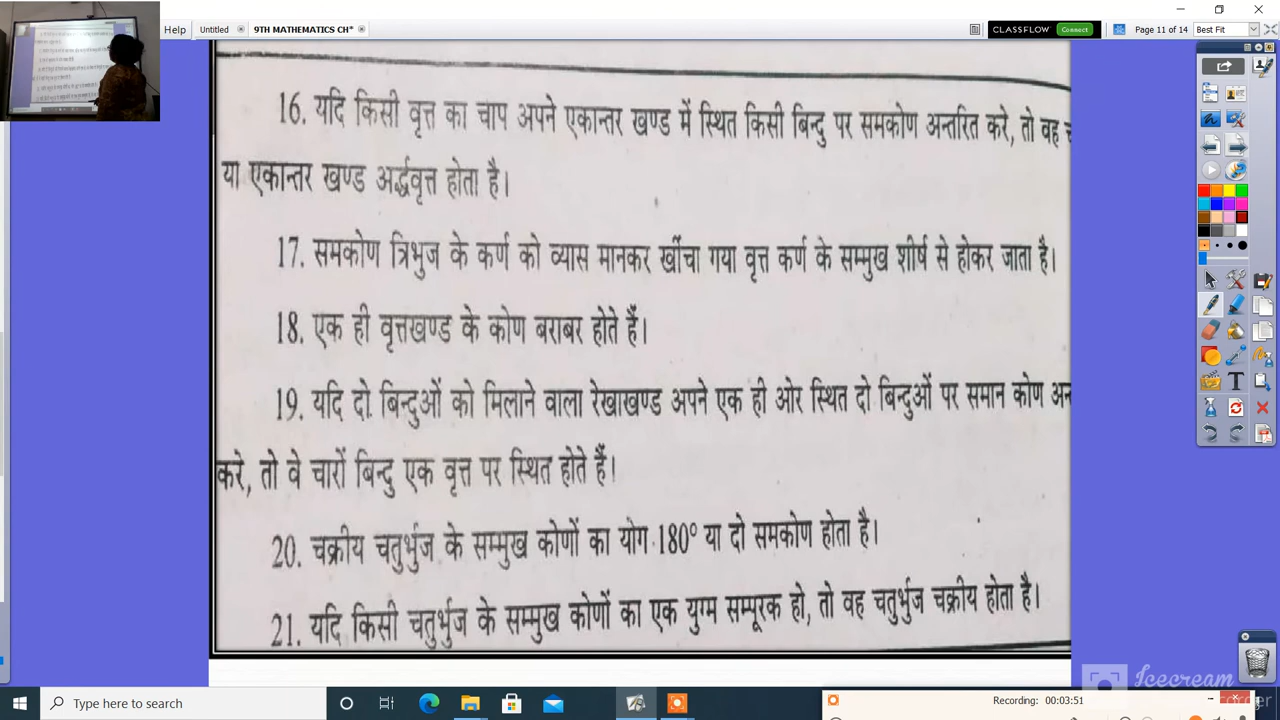 Help
Untitled
9TH MATHEMATICS CH*
CLASSFLOW
Connect
Page 11 of 14
Best Fit
16. यदि किसी वृत्त का चाप अपने एकान्तर खण्ड में स्थित किसी बिन्दु पर समकोण अन्तरित करे, तो वह
या एकान्तर खण्ड अर्द्धवृत्त होता है।
17. समकोण त्रिभुज के कर्ण को व्यास मानकर खींचा गया वृत्त कर्ण के सम्मुख शीर्ष से होकर जाता है।
18. एक ही वृत्तखण्ड के कोण बराबर होते हैं।
19. यदि दो बिन्दुओं को मिलाने वाला रेखाखण्ड अपने एक ही ओर स्थित दो बिन्दुओं पर समान कोण अन
करे, तो वे चारों बिन्दु एक वृत्त पर स्थित होते हैं।
20. चक्रीय चतुर्भुज के सम्मुख कोणों का योग 180° या दो समकोण होता है।
21. यदि किसी चतुर्भुज के सम्मुख कोणों का एक युग्म सम्पूरक हो, तो वह चतुर्भुज चक्रीय होता है।
Icecream
Type here to search
Recording: 00:03:51